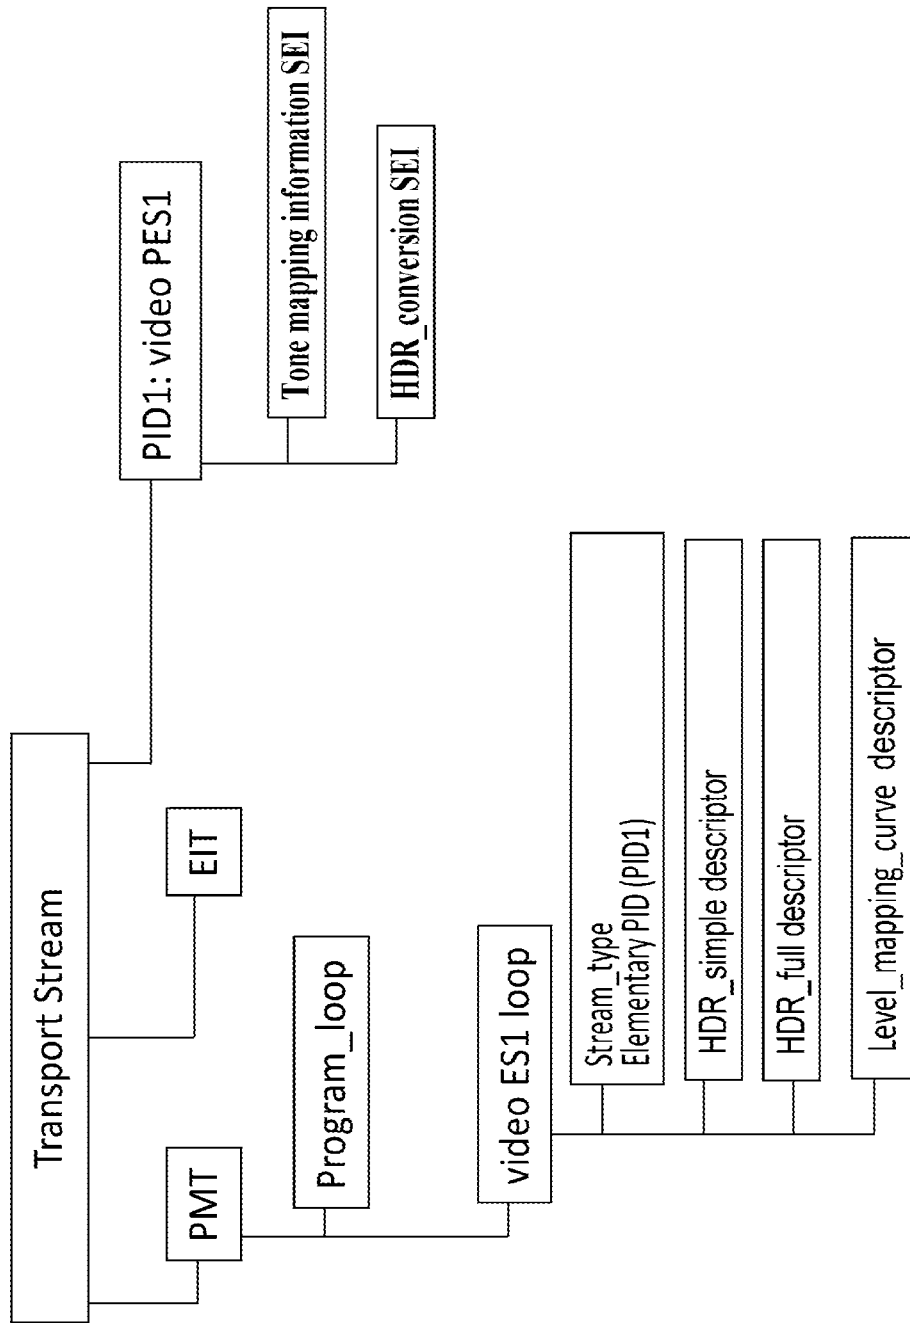 Transport Stream
PMT
Program_loop
video ES1 loop
Stream_type
Elementary PID (PID1)
HDR_simple descriptor
HDR_full descriptor
Level_mapping_curve descriptor
EIT
PID1: video PES1
Tone mapping information SEI
HDR_conversion SEI